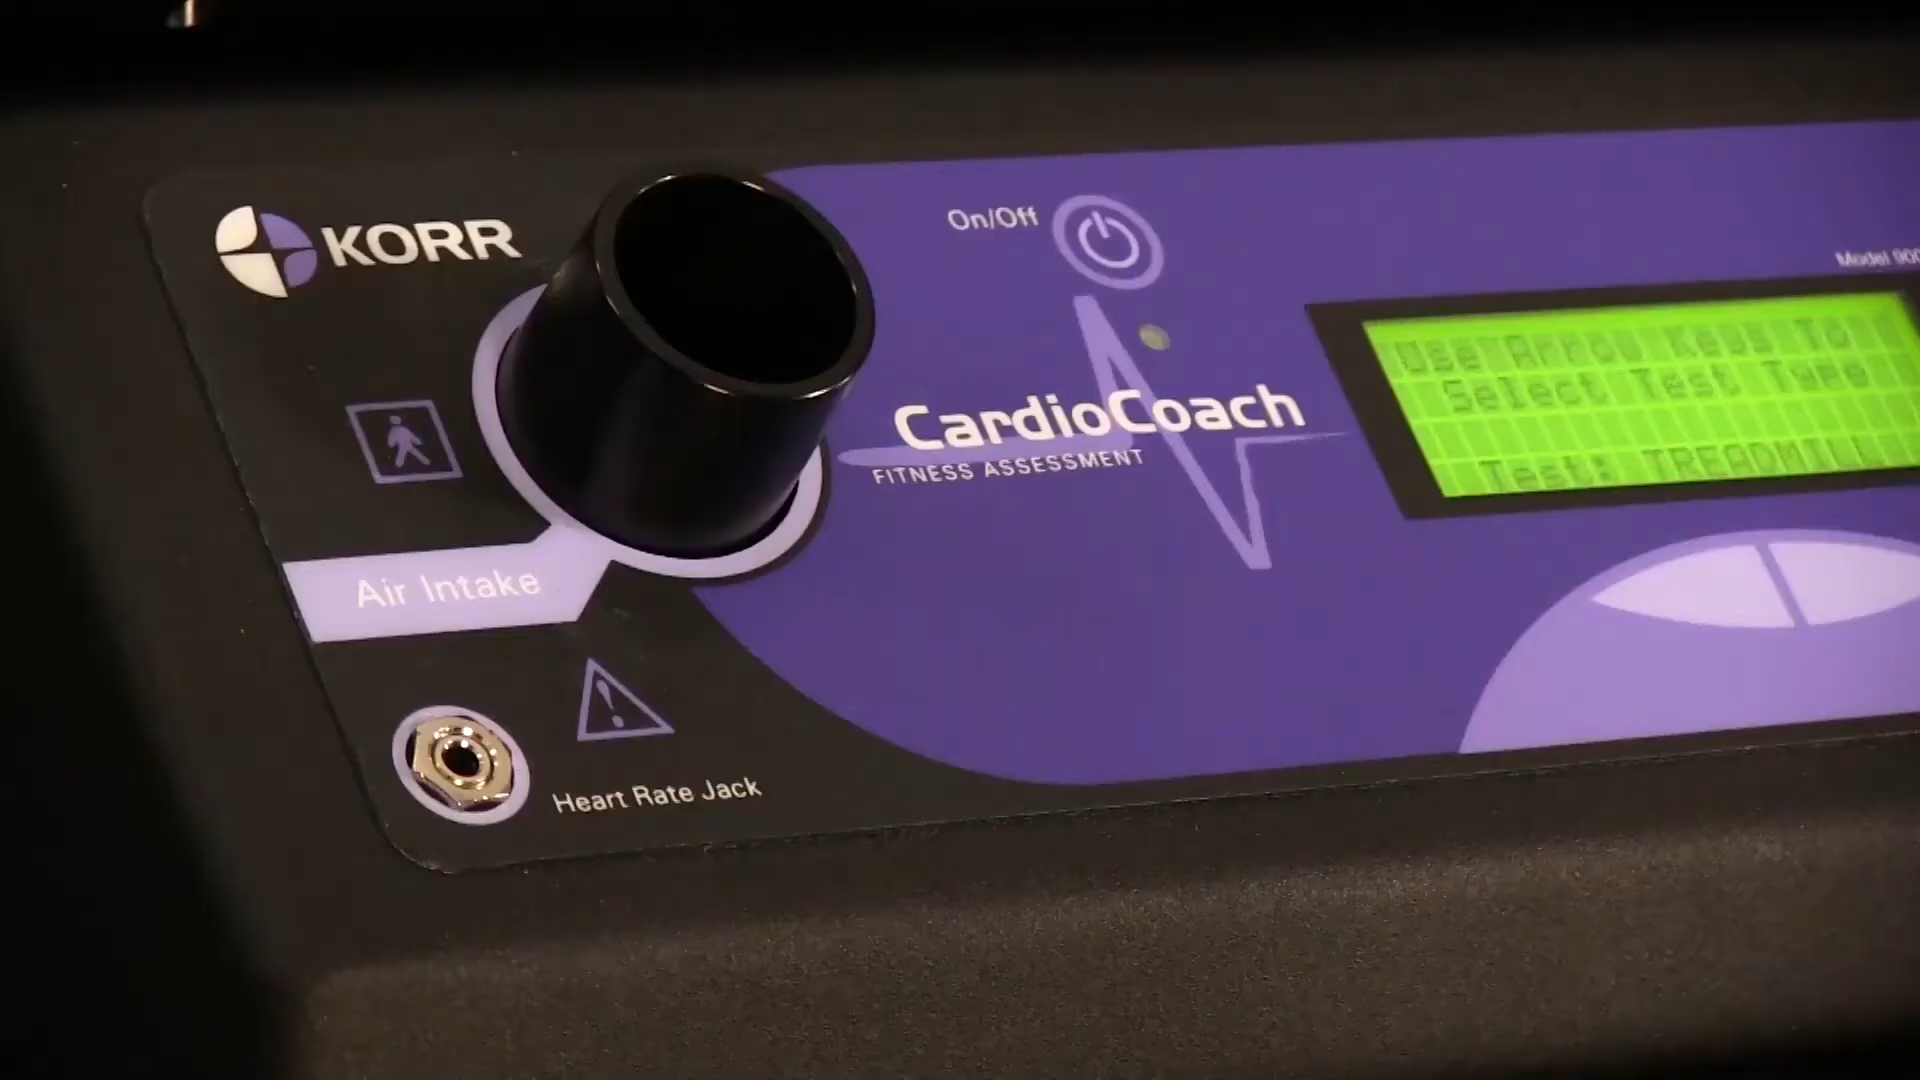 KORR
On/Off
Model 900
Use Arrow Keys To
Select Test Type
Test: TREADMILL
CardioCoach
FITNESS ASSESSMENT
Air Intake
Heart Rate Jack